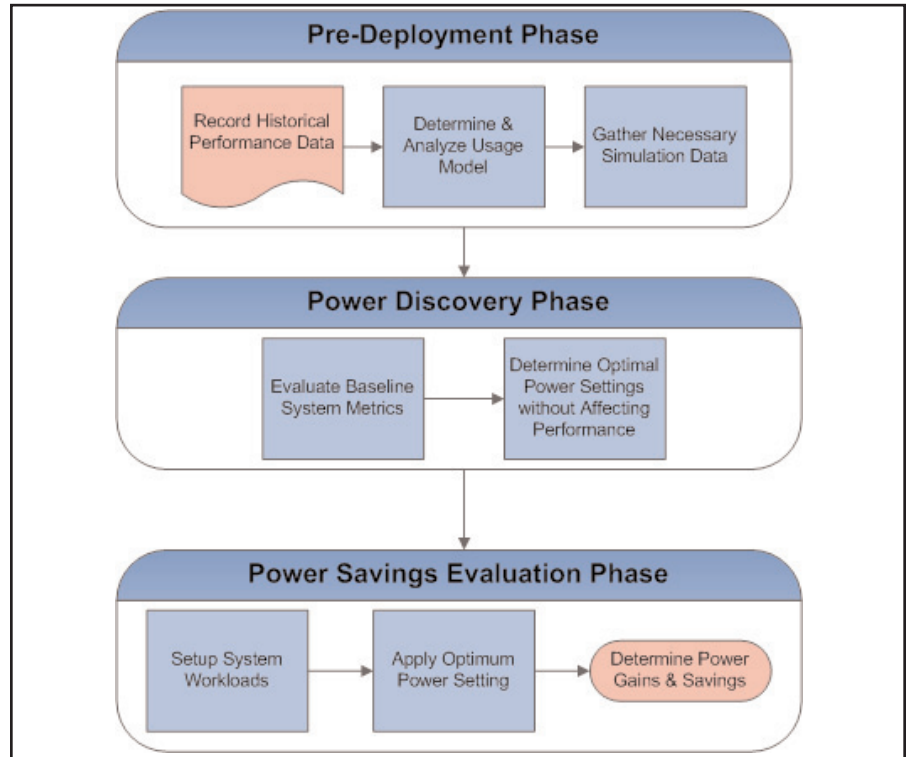 Pre-Deployment Phase
Record Historical
Performance Data
Determine &
Analyze Usage
Model
Gather Necessary
Simulation Data
Power Discovery Phase
Evaluate Baseline
System Metrics
Determine Optimal
Power Settings
without Affecting
Performance
Power Savings Evaluation Phase
Setup System
Workloads
Apply Optimum
Power Setting
Determine Power
Gains & Savings